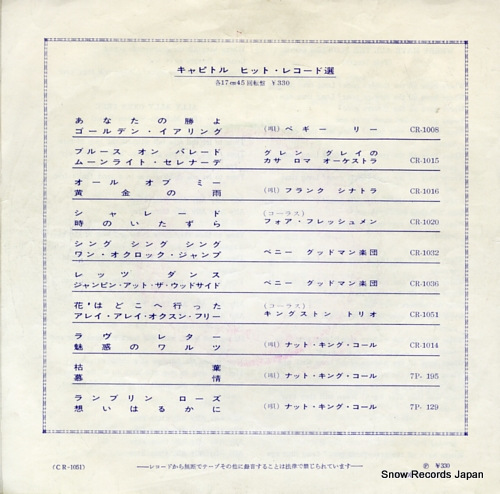 キャピトル ヒット・レコード選
各17cm45回転盤 ¥330
あなたの勝よ
ゴールデン・イアリング (唄) ペギー リー CR-1008
ブルース オン パレード グレン グレイの
ムーンライト・セレナーデ カサ ロマ オーケストラ CR-1015
オール オブ ミー
黄金の雨 (唄) フランク シナトラ CR-1016
シャレード (コーラス)
時のいたずら フォア・フレッシュメン CR-1020
シング シング シング
ワン・オクロック・ジャンプ ベニー グッドマン楽団 CR-1032
レッツ ダンス
ジャンピン・アット・ザ・ウッドサイド ベニー グッドマン楽団 CR-1036
花はどこへ行った (コーラス)
アレイ・アレイ・オクスン・フリー キングストン トリオ CR-1051
ラヴ レター
魅惑のワルツ (唄) ナット・キング・コール CR-1014
枯葉
慕情 (唄) ナット・キング・コール 7P-195
ランブリン ローズ
想いはるかに (唄) ナット・キング・コール 7P-129
(CR-1051) ——レコードから無断でテープその他に録音することは法律で禁じられています—— Ⓟ ¥330
Snow Records Japan